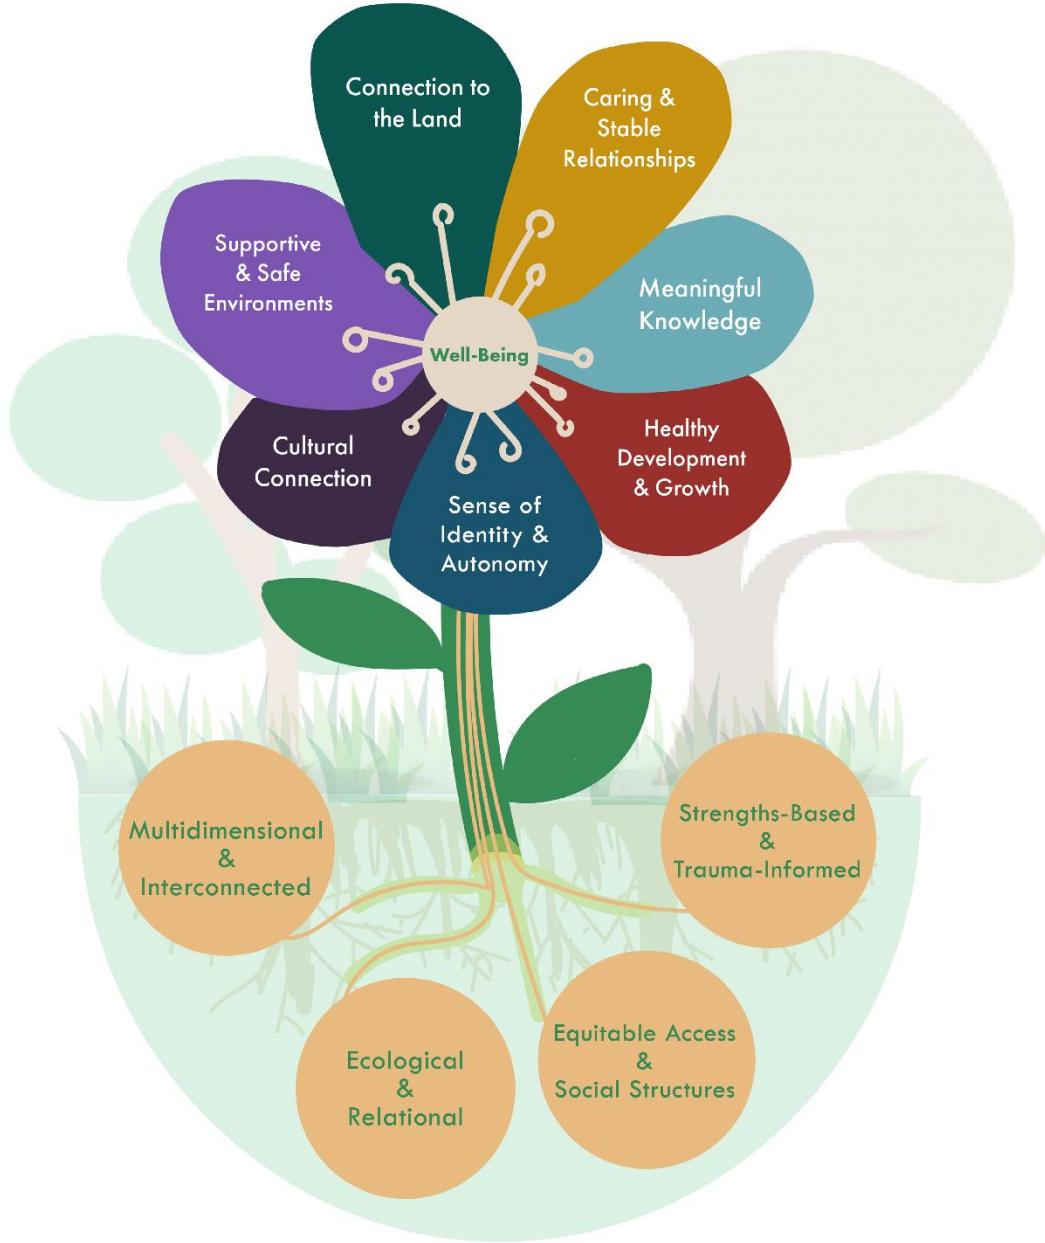 Connection to
the Land
Caring &
Stable
Relationships
Supportive
& Safe
Environments
Meaningful
Knowledge
Well-Being
Cultural
Connection
Healthy
Development
& Growth
Sense of
Identity &
Autonomy
Multidimensional
&
Interconnected
Strengths-Based
&
Trauma-Informed
Ecological
&
Relational
Equitable Access
&
Social Structures